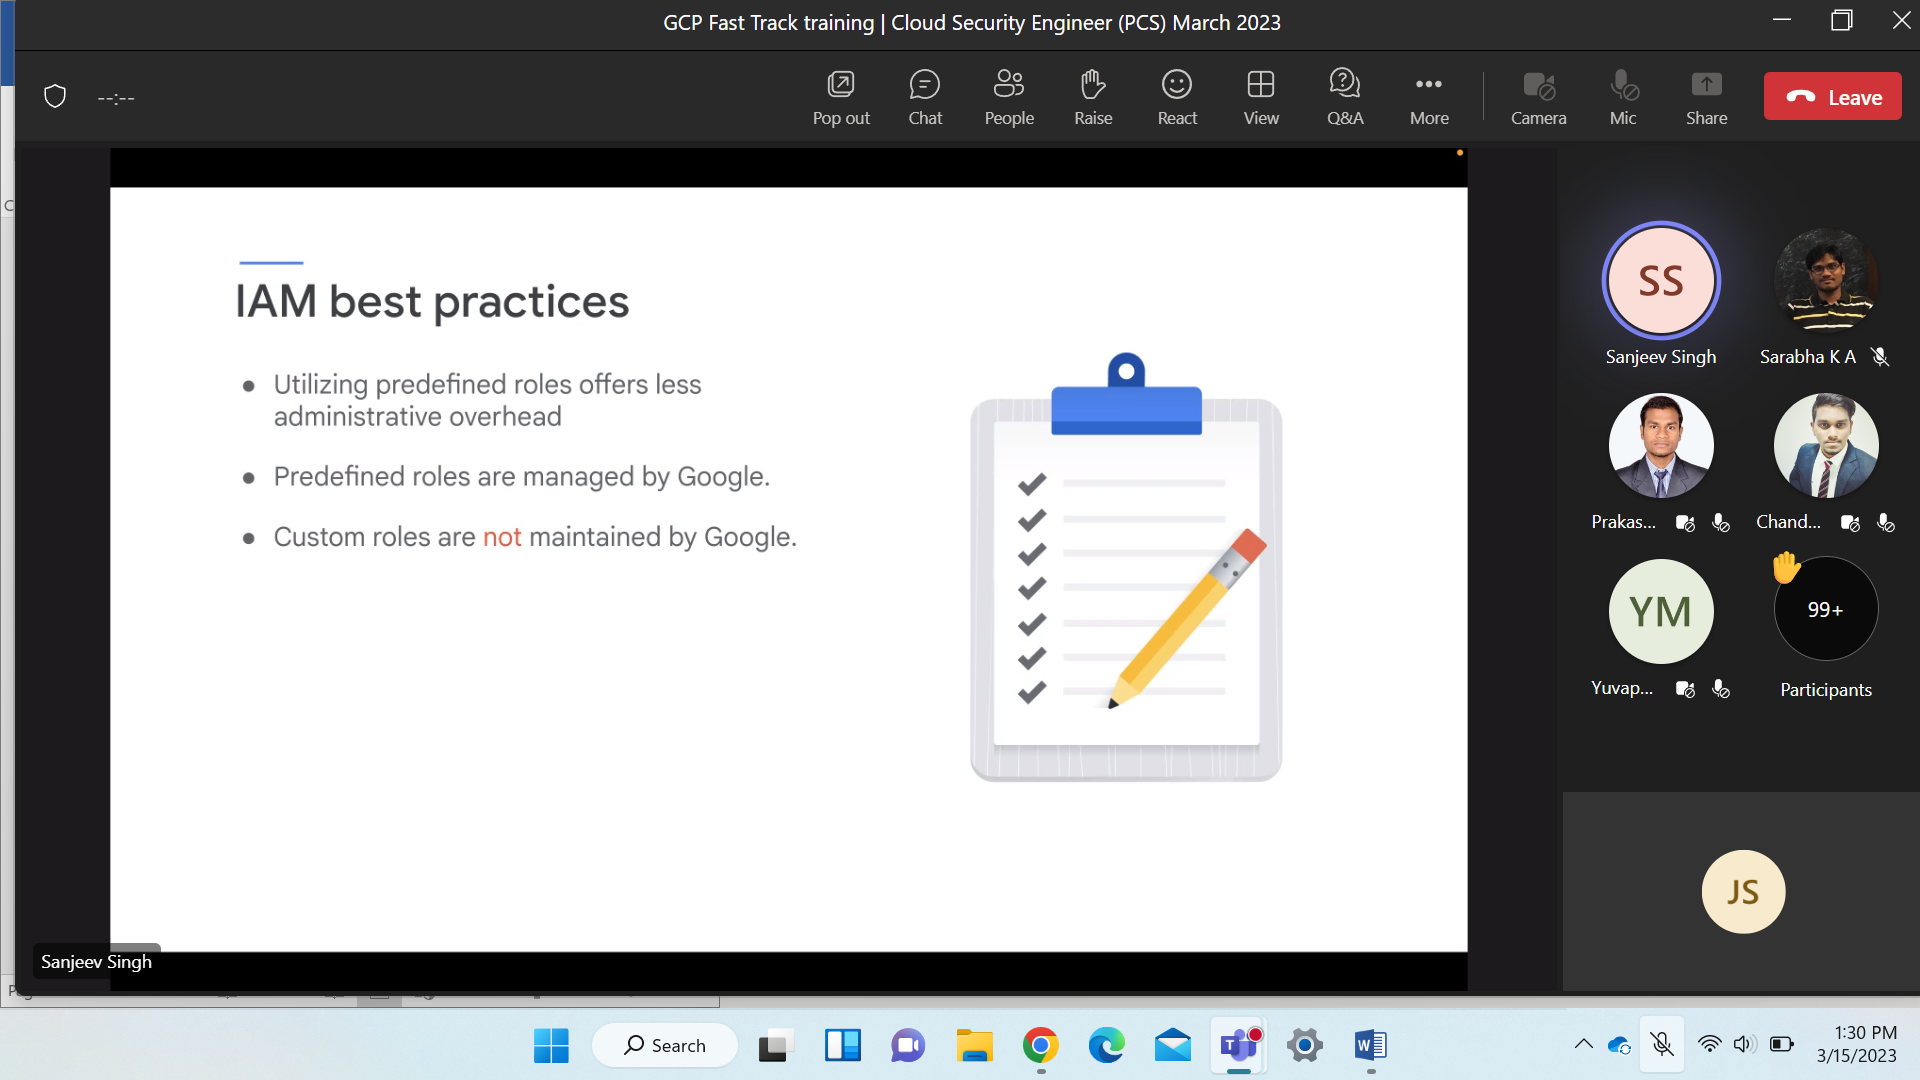 GCP Fast Track training | Cloud Security Engineer (PCS) March 2023
--:--
Pop out
Chat
People
Raise
React
View
Q&A
More
Camera
Mic
Share
Leave
IAM best practices
● Utilizing predefined roles offers less
administrative overhead
● Predefined roles are managed by Google.
● Custom roles are not maintained by Google.
SS
Sanjeev Singh
Sarabha K A
Prakas...
Chand...
YM
Yuvap...
99+
Participants
JS
Sanjeev Singh
Search
1:30 PM
3/15/2023